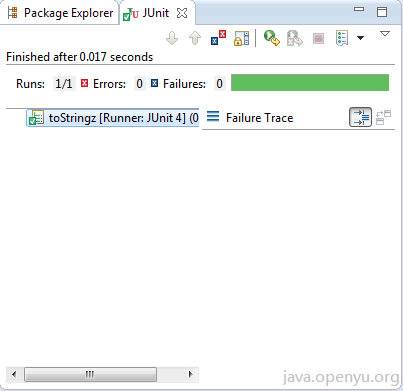 Package Explorer JUnit
Finished after 0.017 seconds
Runs: 1/1 Errors: 0 Failures: 0
toStringz [Runner: JUnit 4] (0 Failure Trace
java.openyu.org